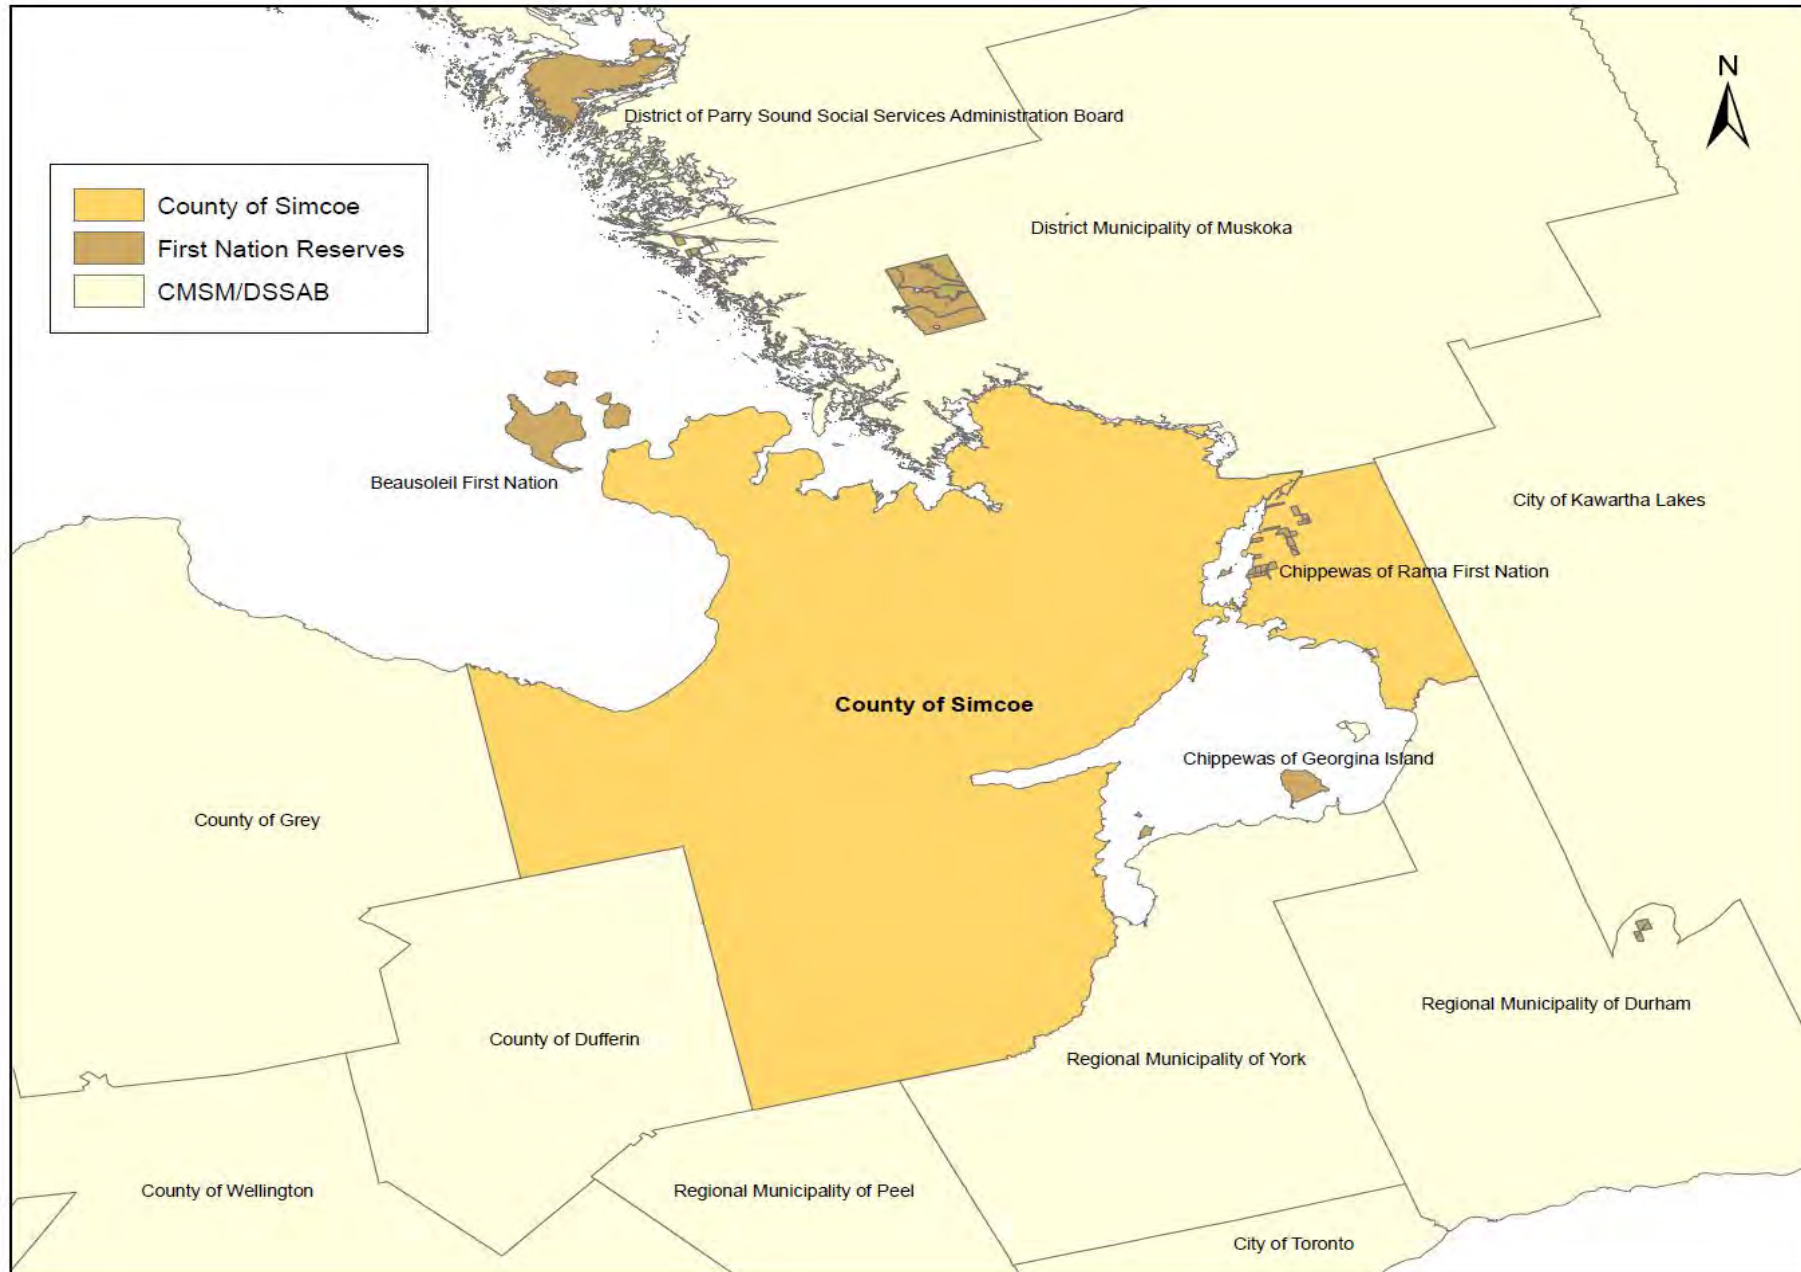 N
District of Parry Sound Social Services Administration Board
County of Simcoe
First Nation Reserves
CMSM/DSSAB
District Municipality of Muskoka
Beausoleil First Nation
City of Kawartha Lakes
Chippewas of Rama First Nation
County of Simcoe
Chippewas of Georgina Island
County of Grey
Regional Municipality of Durham
County of Dufferin
Regional Municipality of York
County of Wellington
Regional Municipality of Peel
City of Toronto